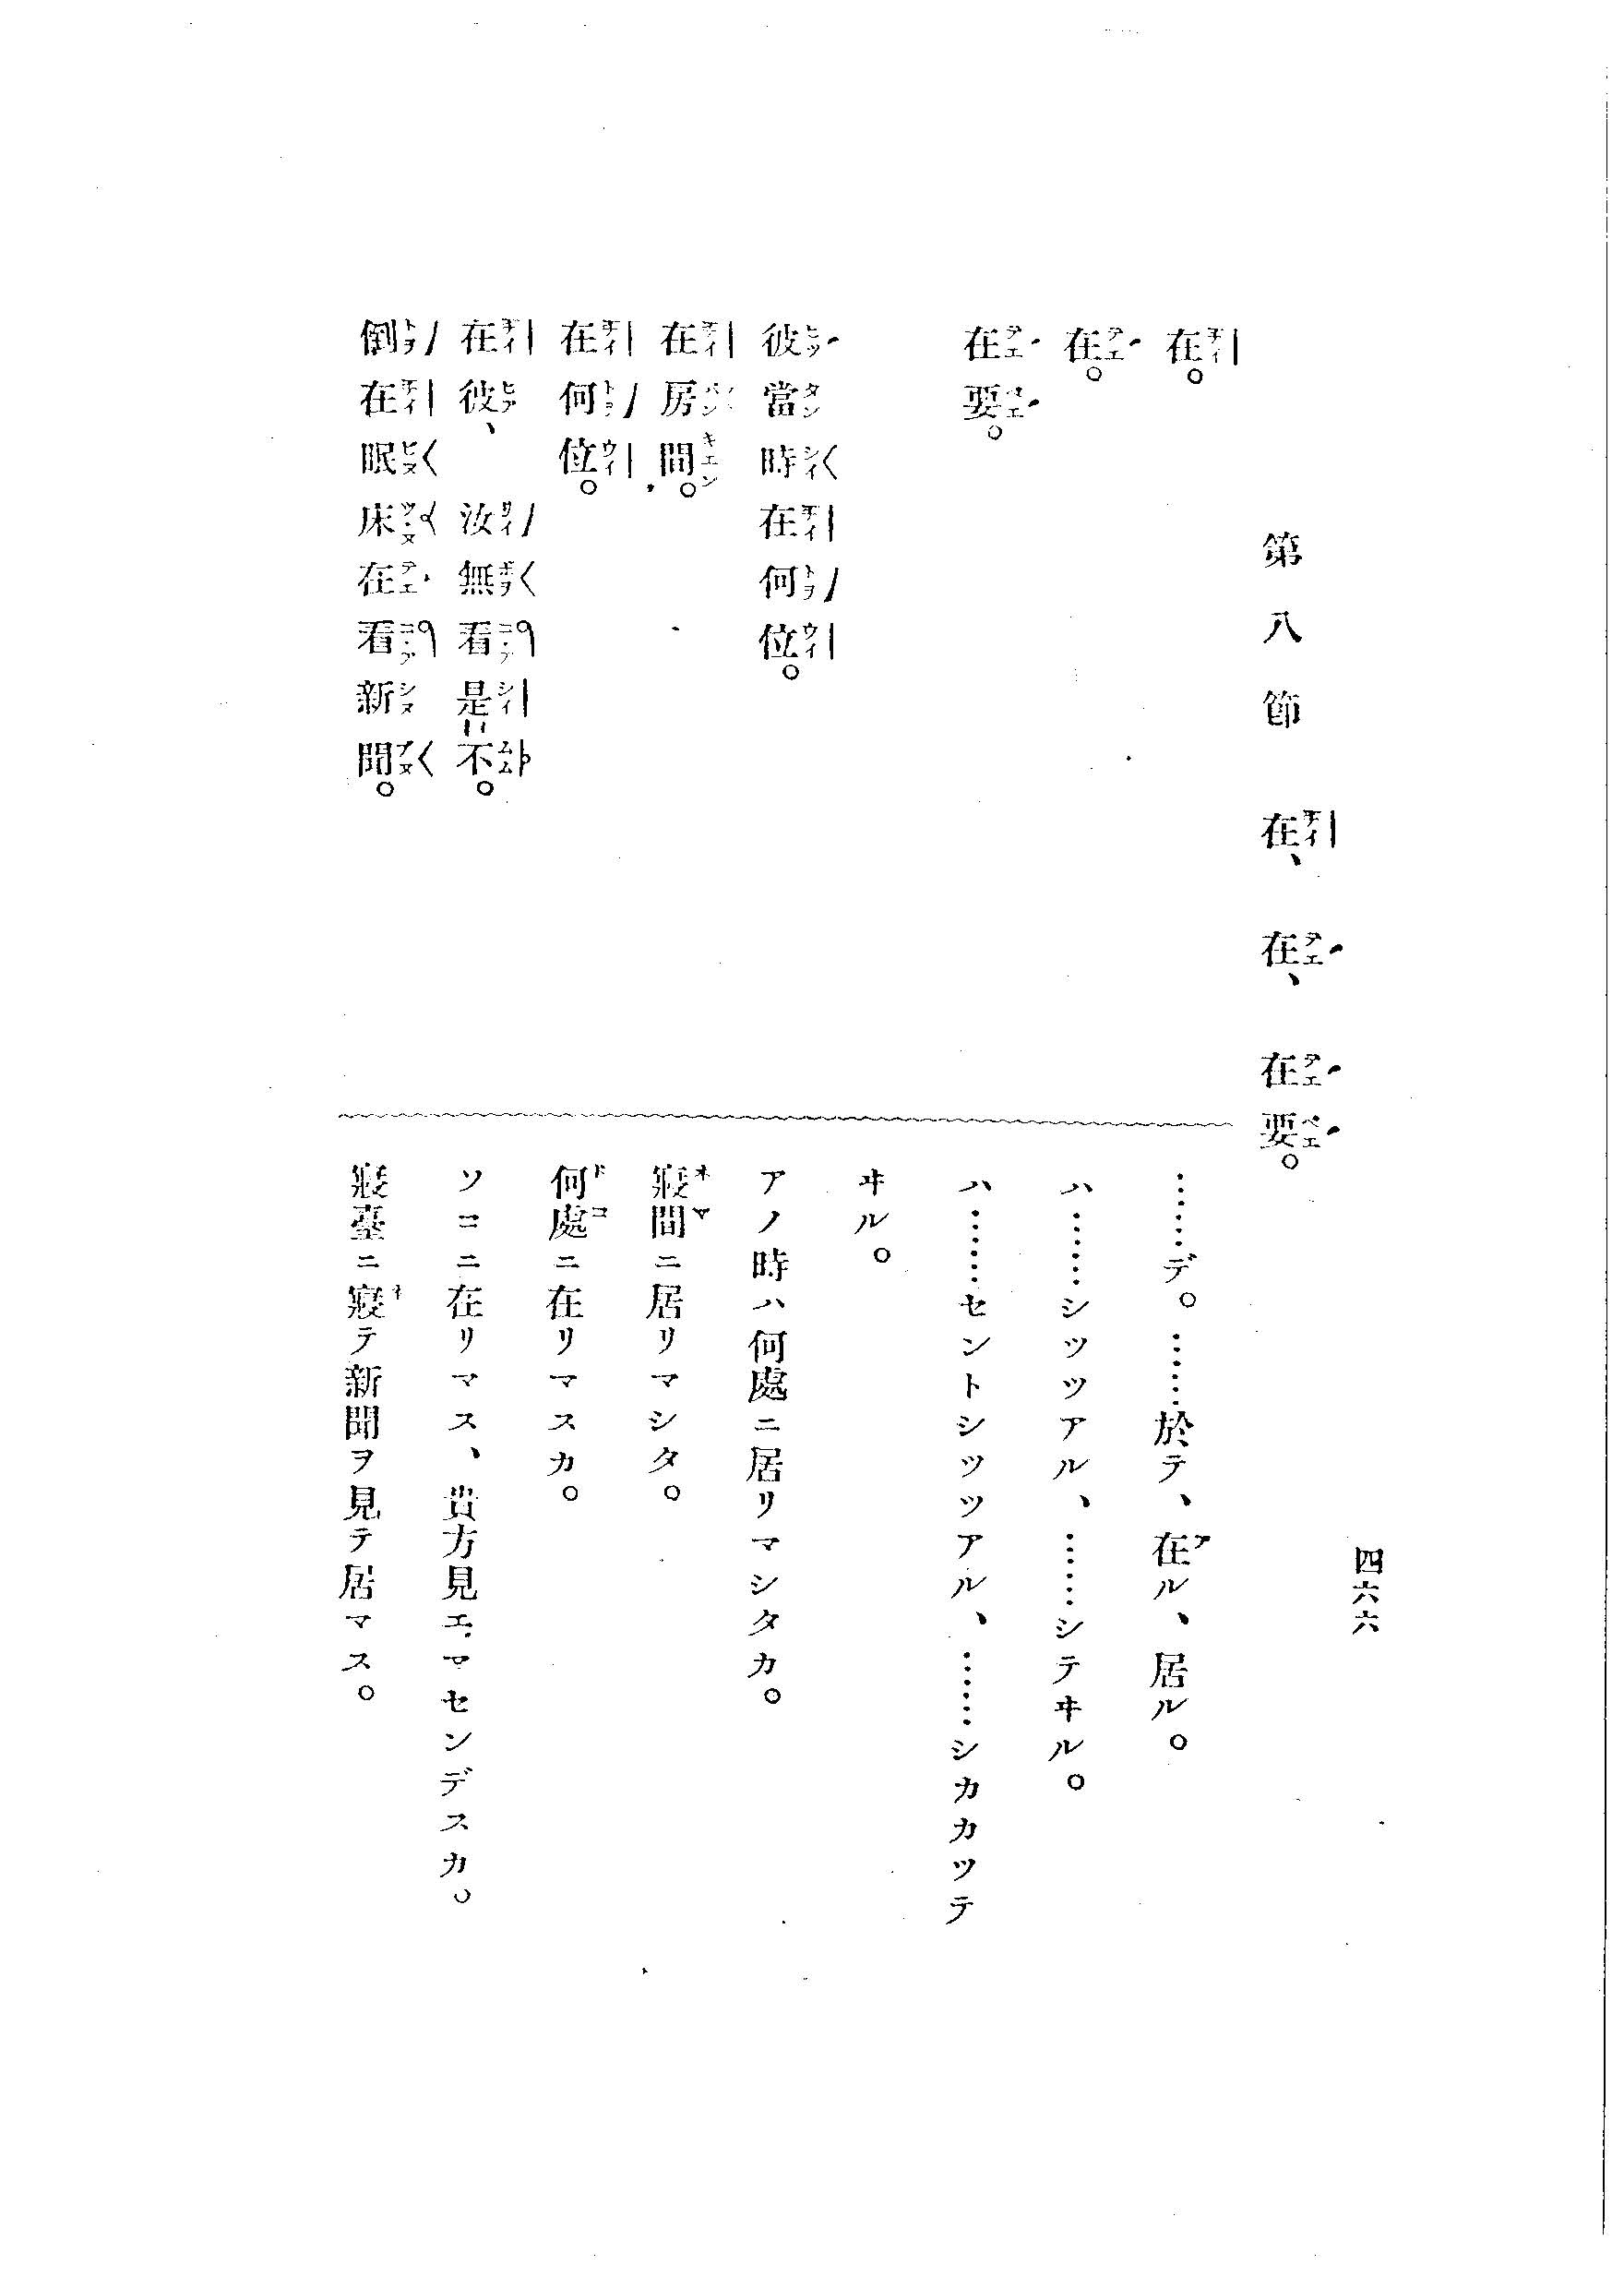 四六六
第八節　在、在、在要。
在。
……デ。……於テ、在ル、居ル。
在。
ハ……シツツアル、……シテヰル。
在要。
ハ……セントシツツアル、……シカカツテ
ヰル。
彼當時在何位。
アノ時ハ何處ニ居リマシタカ。
在房間。
寢間ニ居リマシタ。
在何位。
何處ニ在リマスカ。
在彼、汝無看是不。
ソコニ在リマス、貴方見エマセンデスカ。
倒在眠床在看新聞。
寢臺ニ寢テ新聞ヲ見テ居マス。